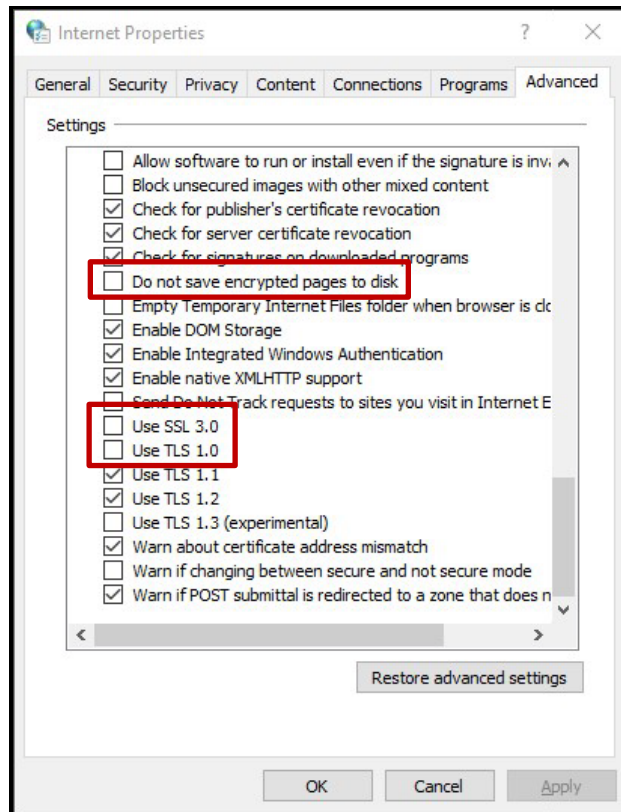 Internet Properties
General Security Privacy Content Connections Programs Advanced
Settings
Allow software to run or install even if the signature is inv
Block unsecured images with other mixed content
Check for publisher's certificate revocation
Check for server certificate revocation
Check for signatures on downloaded programs
Do not save encrypted pages to disk
Empty Temporary Internet Files folder when browser is clo
Enable DOM Storage
Enable Integrated Windows Authentication
Enable native XMLHTTP support
Send Do Not Track requests to sites you visit in Internet E
Use SSL 3.0
Use TLS 1.0
Use TLS 1.1
Use TLS 1.2
Use TLS 1.3 (experimental)
Warn about certificate address mismatch
Warn if changing between secure and not secure mode
Warn if POST submittal is redirected to a zone that does n
Restore advanced settings
OK Cancel Apply